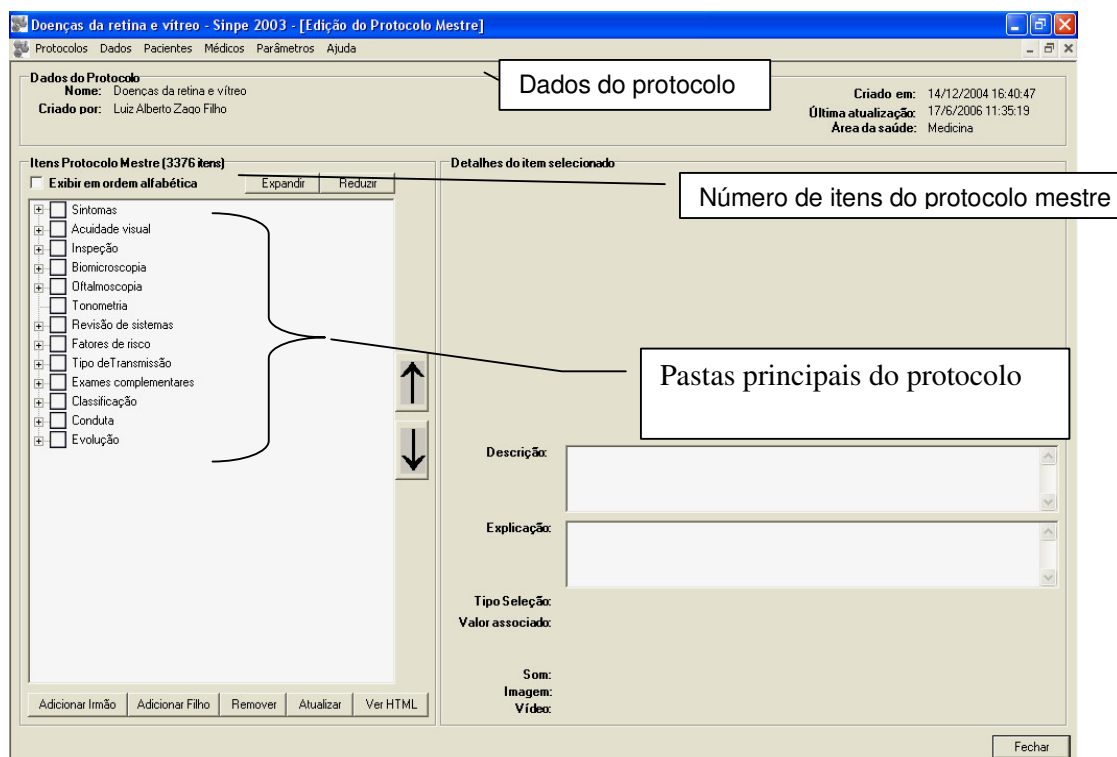 Doenças da retina e vítreo - Sinpe 2003 - [Edição do Protocolo Mestre]
Protocolos Dados Pacientes Médicos Parâmetros Ajuda
Dados do protocolo
Dados do Protocolo
Nome: Doenças da retina e vítreo
Criado por: Luiz Alberto Zago Filho
Criado em: 14/12/2004 16:40:47
Última atualização: 17/6/2006 11:35:19
Área da saúde: Medicina
Itens Protocolo Mestre (3376 itens)
Exibir em ordem alfabética Expandir Reduzir
Sintomas
Acuidade visual
Inspeção
Biomicroscopia
Oftalmoscopia
Tonometria
Revisão de sistemas
Fatores de risco
Tipo deTransmissão
Exames complementares
Classificação
Conduta
Evolução
Adicionar Irmão Adicionar Filho Remover Atualizar Ver HTML
Detalhes do item selecionado
Número de itens do protocolo mestre
Pastas principais do protocolo
Descrição:
Explicação:
Tipo Seleção:
Valor associado:
Som:
Imagem:
Vídeo:
Fechar